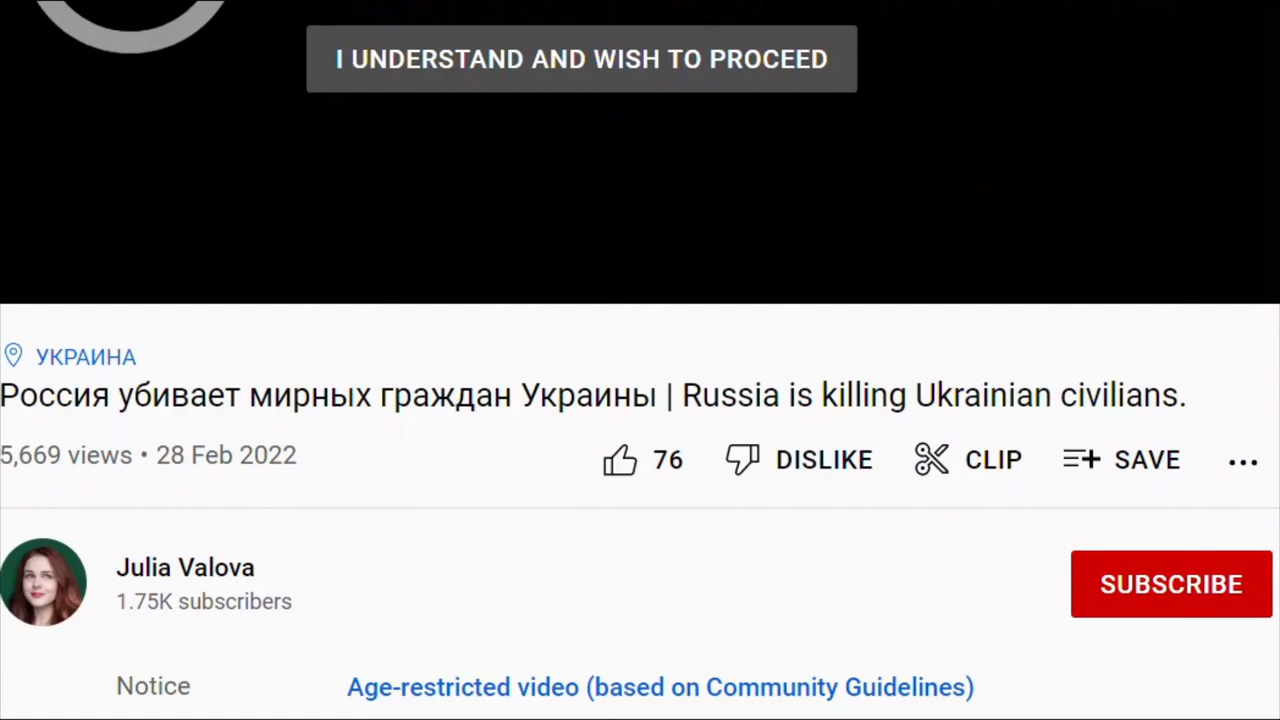 I UNDERSTAND AND WISH TO PROCEED
УКРАИНА
Россия убивает мирных граждан Украины | Russia is killing Ukrainian civilians.
5,669 views • 28 Feb 2022 76 DISLIKE CLIP SAVE ...
Julia Valova SUBSCRIBE
1.75K subscribers
Notice Age-restricted video (based on Community Guidelines)